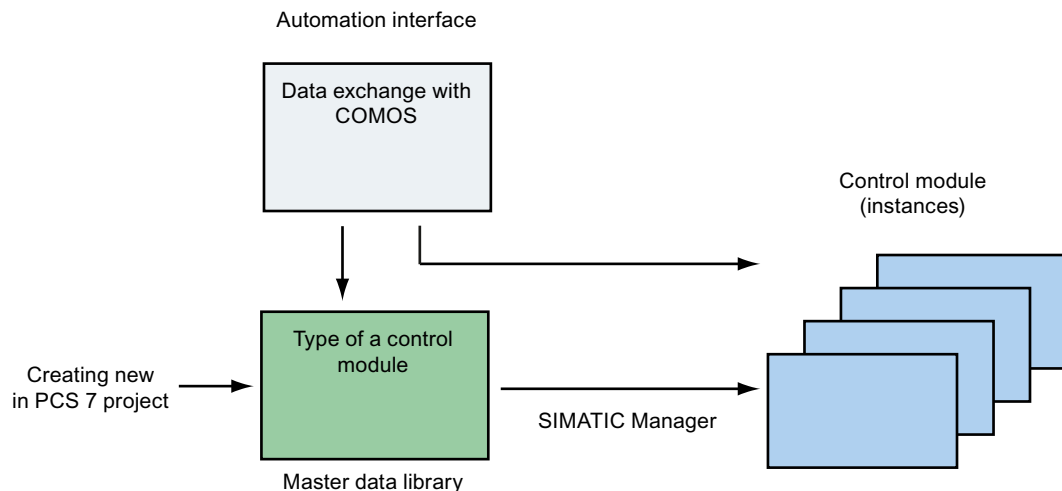 Automation interface
Data exchange with
COMOS
Control module
(instances)
Type of a control
module
Creating new
in PCS 7 project
SIMATIC Manager
Master data library